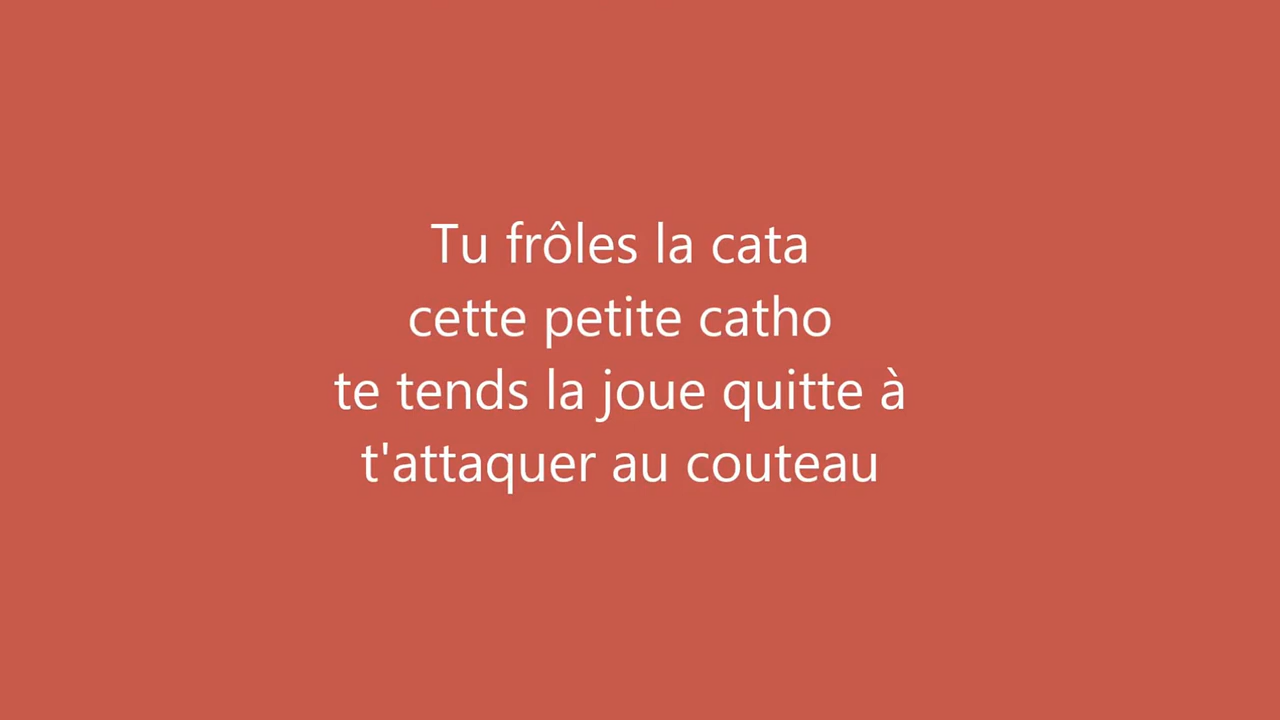 Tu frôles la cata
cette petite catho
te tends la joue quitte à
t'attaquer au couteau